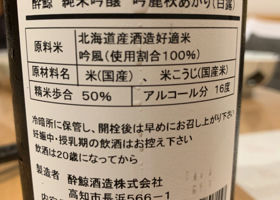 酔鯨 純米吟醸 吟麗秋あがり(白露)
原料米 北海道産酒造好適米
吟風(使用割合100%)
原材料名 米(国産)、米こうじ(国産米)
精米歩合 50% アルコール分 16度
冷暗所に保管し、開栓後は早めにお召し上がり下さい
妊娠中・授乳期の飲酒はお控え下さい
飲酒は20歳になってから
製造者 酔鯨酒造株式会社
高知市長浜566-1
内容